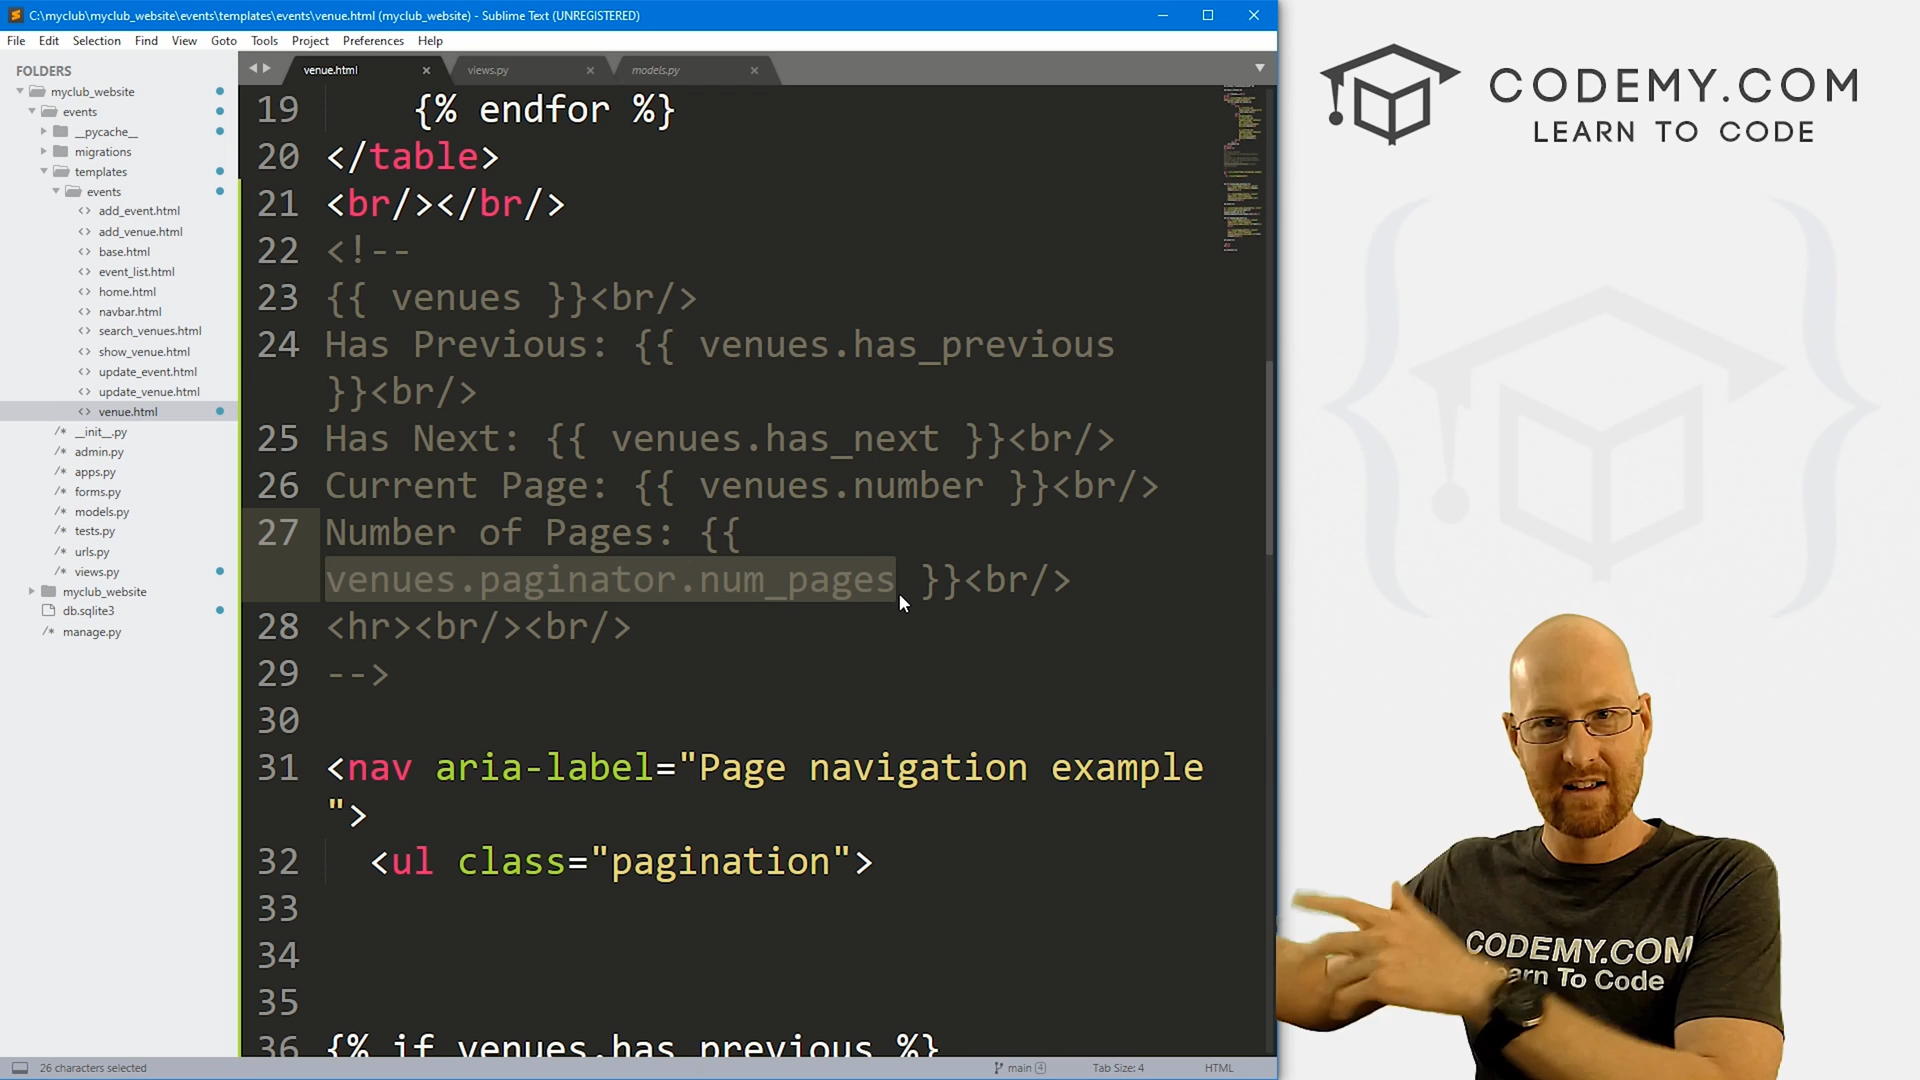 C:\myclub\myclub_website\events\templates\events\venue.html (myclub_website) - Sublime Text (UNREGISTERED)
File Edit Selection Find View Goto Tools Project Preferences Help
FOLDERS
myclub_website
events
__pycache__
migrations
templates
events
add_event.html
add_venue.html
base.html
event_list.html
home.html
navbar.html
search_venues.html
show_venue.html
update_event.html
update_venue.html
venue.html
__init__.py
admin.py
apps.py
forms.py
models.py
tests.py
urls.py
views.py
myclub_website
db.sqlite3
manage.py
venue.html views.py models.py
19 {% endfor %}
20 </table>
21 <br/></br/>
22 <!--
23 {{ venues }}<br/>
24 Has Previous: {{ venues.has_previous
}}<br/>
25 Has Next: {{ venues.has_next }}<br/>
26 Current Page: {{ venues.number }}<br/>
27 Number of Pages: {{
venues.paginator.num_pages }}<br/>
28 <hr><br/><br/>
29 -->
30
31 <nav aria-label="Page navigation example
">
32 <ul class="pagination">
33
34
35
36 {% if venues.has_previous %}
26 characters selected
main 4
Tab Size: 4
HTML
CODEMY.COM
LEARN TO CODE
CODEMY.COM
Learn To Code